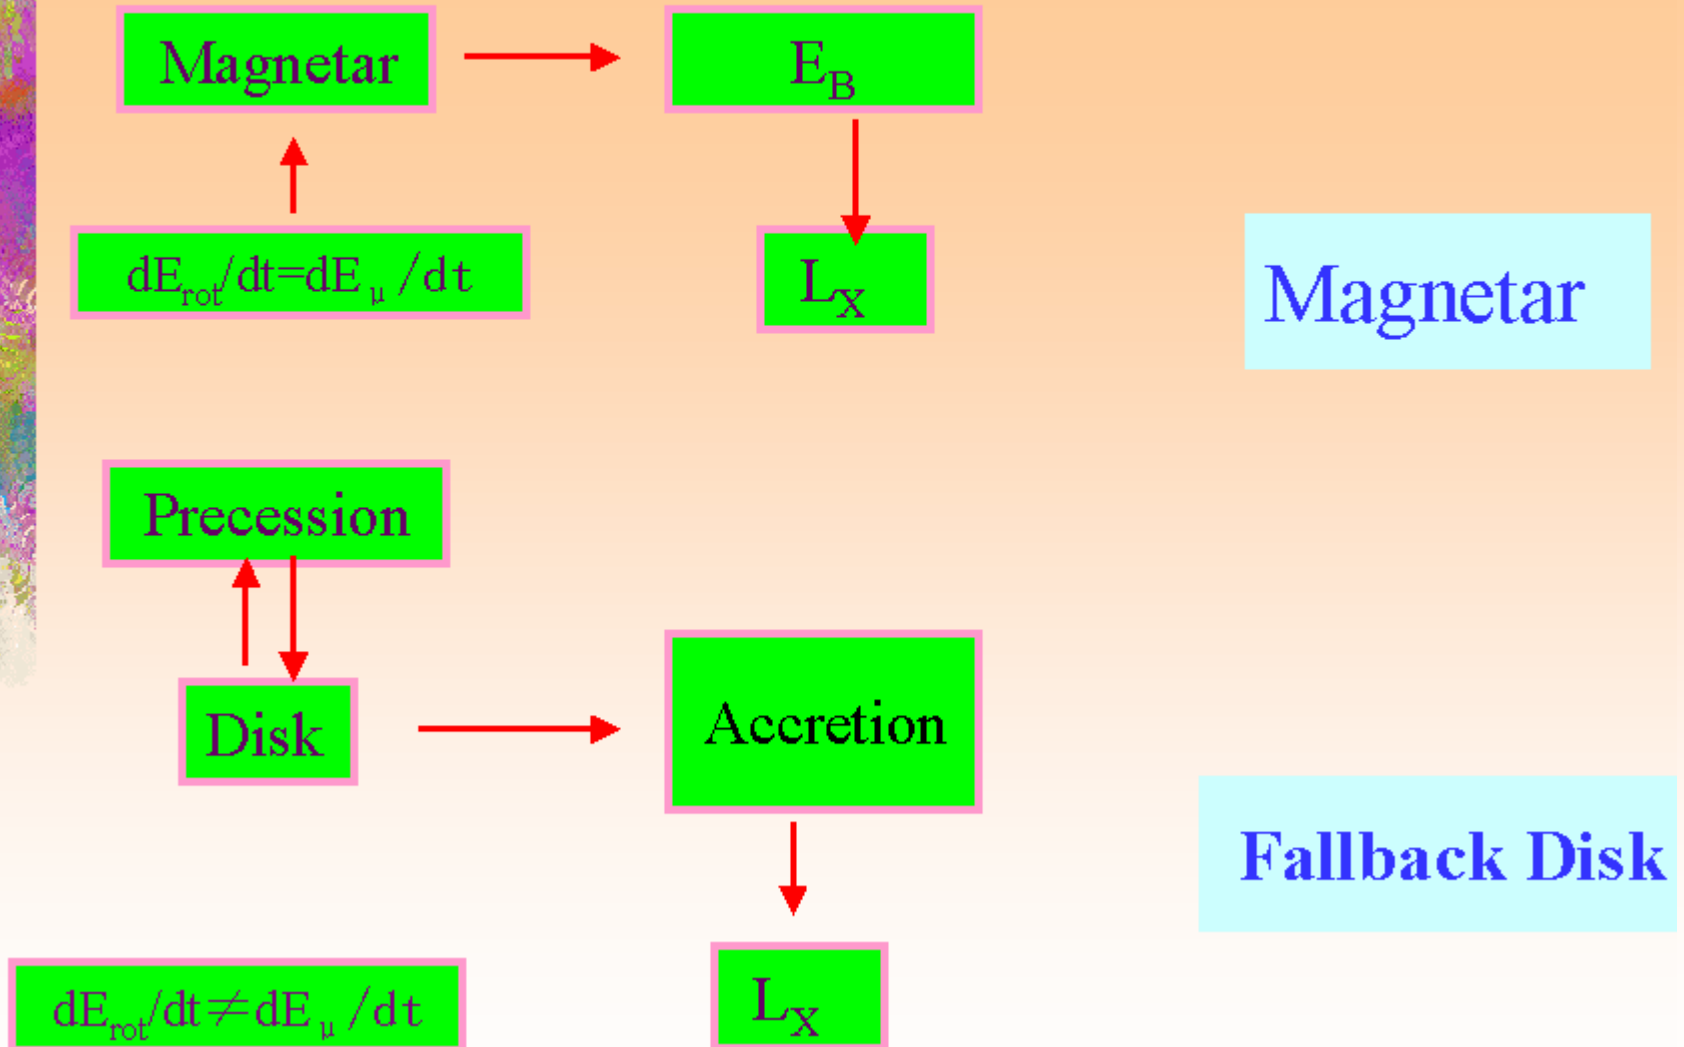 Magnetar
E_B
dE_rot/dt=dE_μ/dt
L_X
Magnetar
Precession
Disk
Accretion
Fallback Disk
dE_rot/dt≠dE_μ/dt
L_X